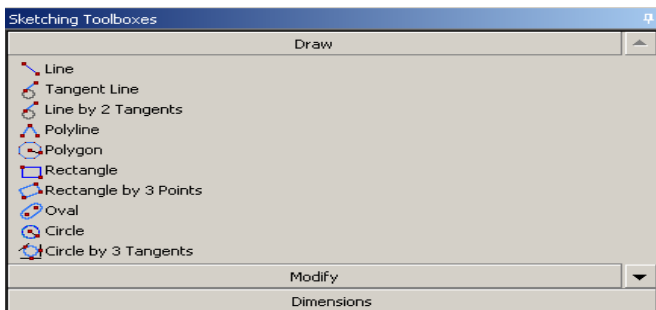 Sketching Toolboxes
Draw
Line
Tangent Line
Line by 2 Tangents
Polyline
Polygon
Rectangle
Rectangle by 3 Points
Oval
Circle
Circle by 3 Tangents
Modify
Dimensions